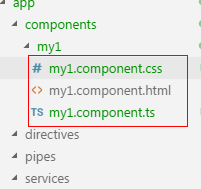 app
components
my1
# my1.component.css
<> my1.component.html
TS my1.component.ts
directives
pipes
services